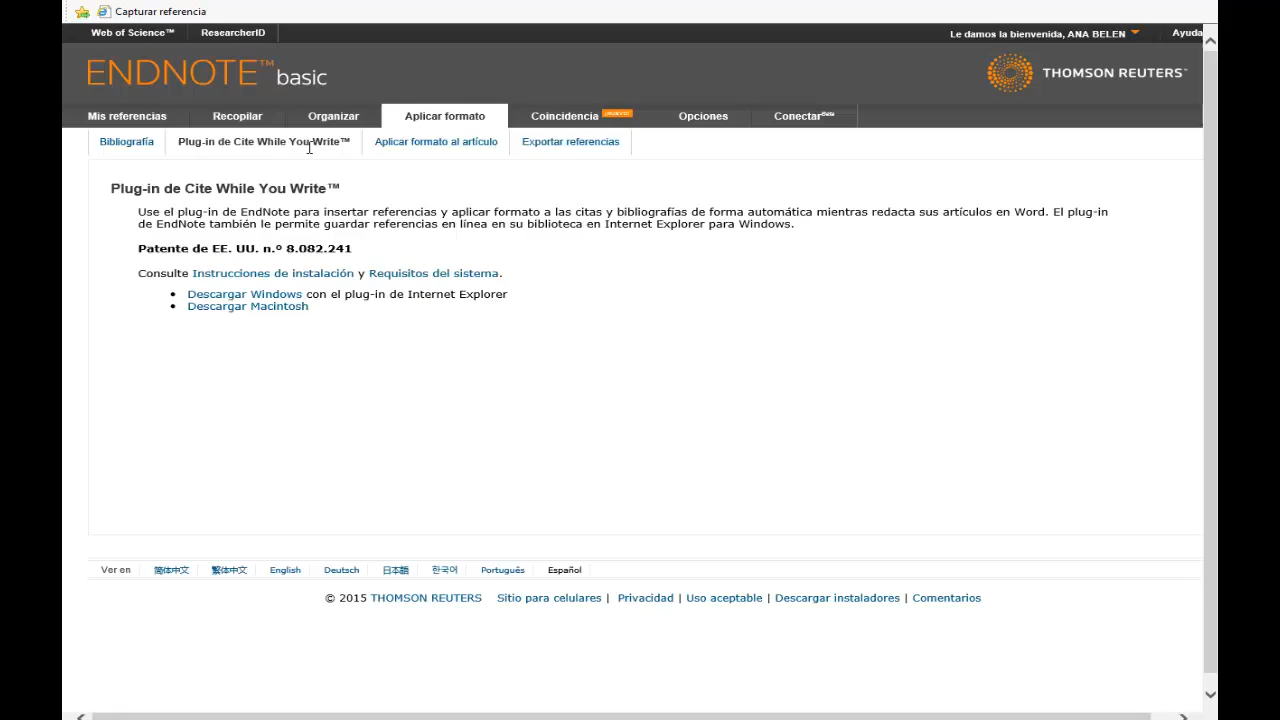 Capturar referencia
Web of Science™ ResearcherID Le damos la bienvenida, ANA BELEN Ayuda
ENDNOTE™ basic THOMSON REUTERS™
Mis referencias Recopilar Organizar Aplicar formato Coincidencia ¡NUEVO! Opciones Conectar Beta
Bibliografía Plug-in de Cite While You Write™ Aplicar formato al artículo Exportar referencias
Plug-in de Cite While You Write™
Use el plug-in de EndNote para insertar referencias y aplicar formato a las citas y bibliografías de forma automática mientras redacta sus artículos en Word. El plug-in
de EndNote también le permite guardar referencias en línea en su biblioteca en Internet Explorer para Windows.
Patente de EE. UU. n.º 8.082.241
Consulte Instrucciones de instalación y Requisitos del sistema.
• Descargar Windows con el plug-in de Internet Explorer
• Descargar Macintosh
Ver en 简体中文 繁體中文 English Deutsch 日本語 한국어 Português Español
© 2015 THOMSON REUTERS Sitio para celulares | Privacidad | Uso aceptable | Descargar instaladores | Comentarios